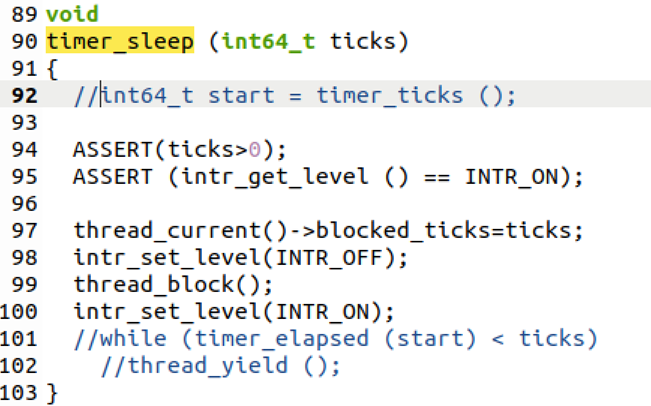 89 void
90 timer_sleep (int64_t ticks)
91 {
92   //int64_t start = timer_ticks ();
93
94   ASSERT(ticks>0);
95   ASSERT (intr_get_level () == INTR_ON);
96
97   thread_current()->blocked_ticks=ticks;
98   intr_set_level(INTR_OFF);
99   thread_block();
100   intr_set_level(INTR_ON);
101   //while (timer_elapsed (start) < ticks)
102     //thread_yield ();
103 }